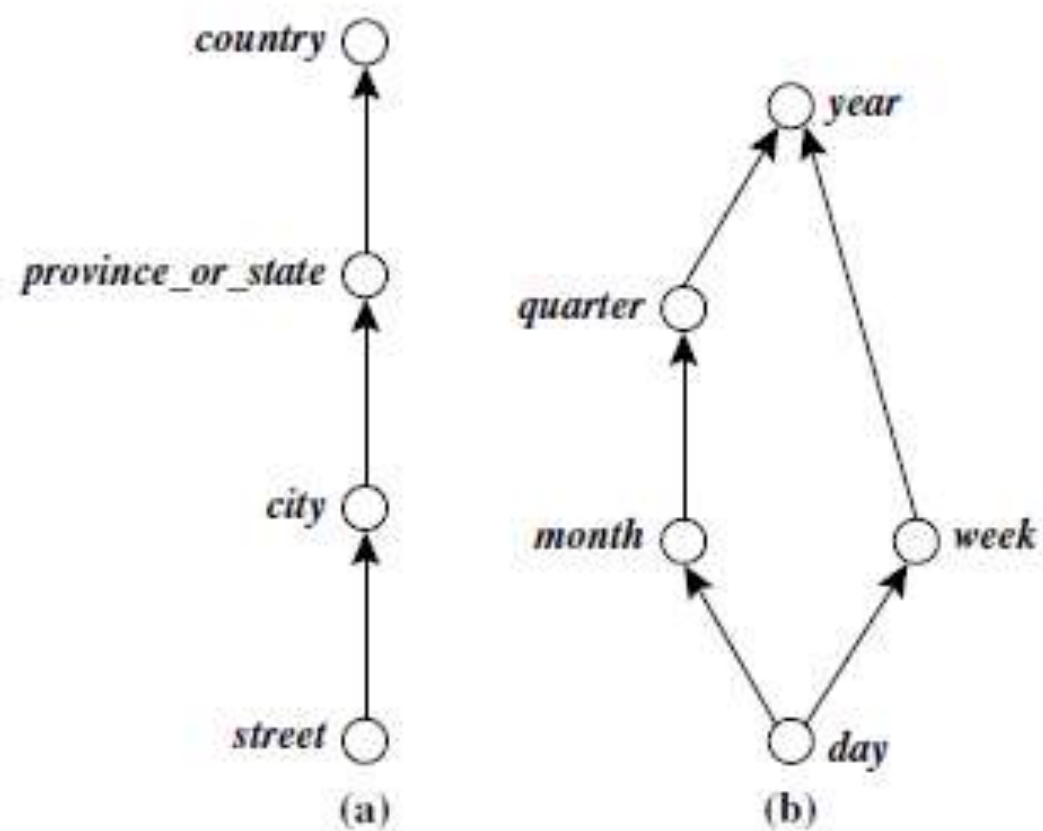 country
province_or_state
city
street
(a)
year
quarter
month
week
day
(b)